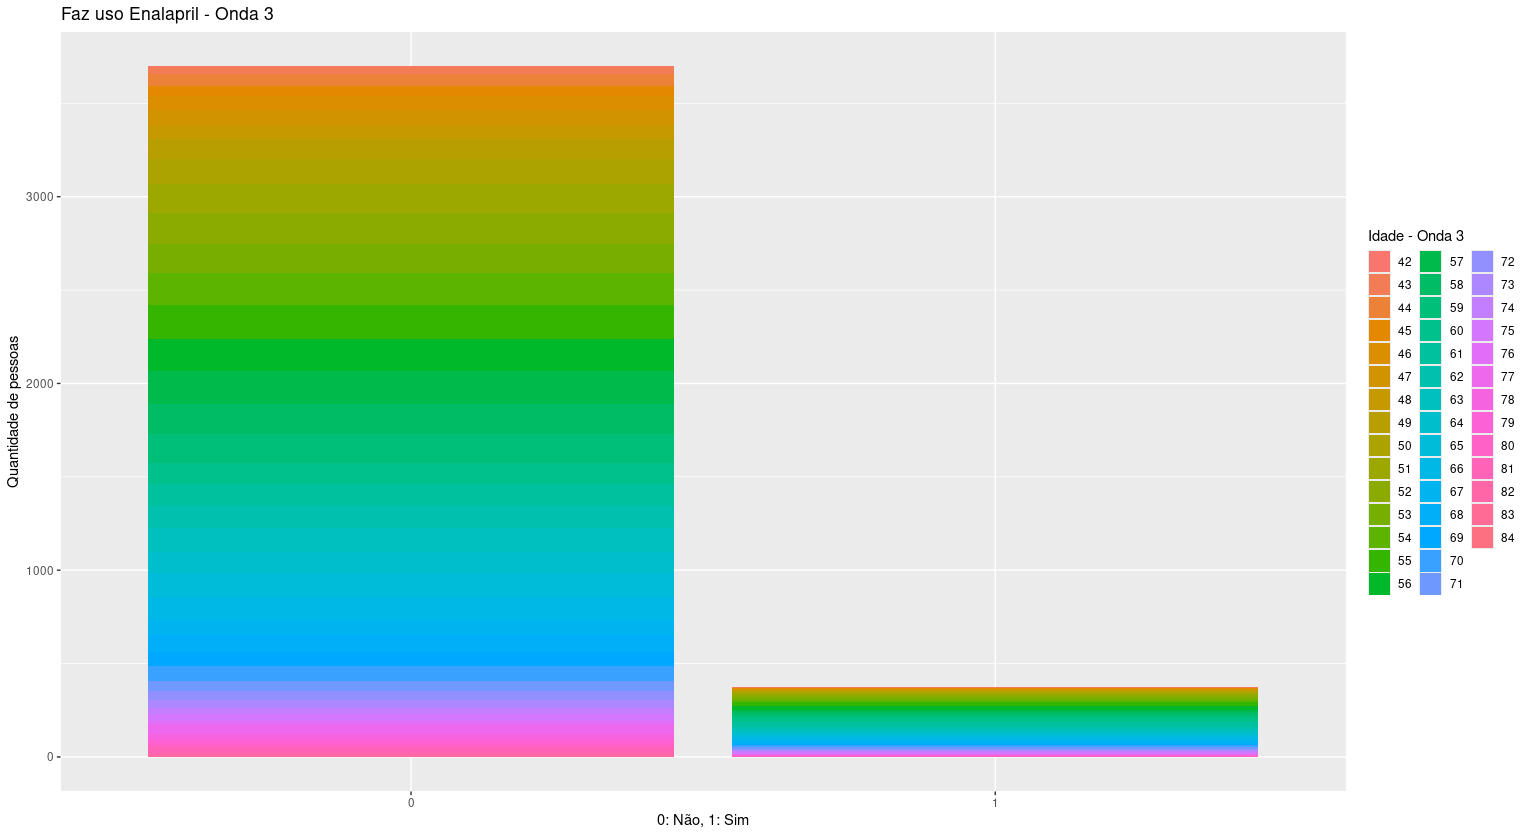 Faz uso Enalapril - Onda 3
Quantidade de pessoas
3000
2000
1000
0
0
1
0: Não, 1: Sim
Idade - Onda 3
42 57 72
43 58 73
44 59 74
45 60 75
46 61 76
47 62 77
48 63 78
49 64 79
50 65 80
51 66 81
52 67 82
53 68 83
54 69 84
55 70
56 71